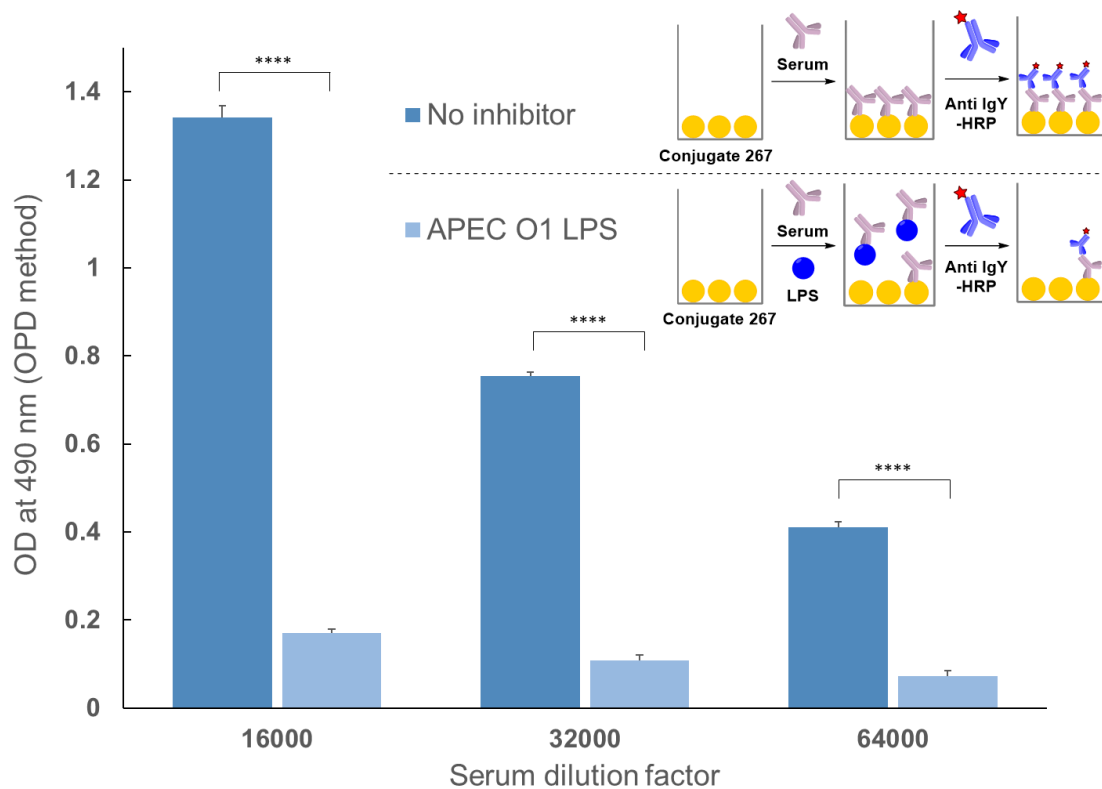 OD at 490 nm (OPD method)
1.4
1.2
1
0.8
0.6
0.4
0.2
0
****
****
****
16000
32000
64000
Serum dilution factor
No inhibitor
APEC O1 LPS
Serum
Anti IgY
-HRP
Conjugate 267
Serum
LPS
Anti IgY
-HRP
Conjugate 267